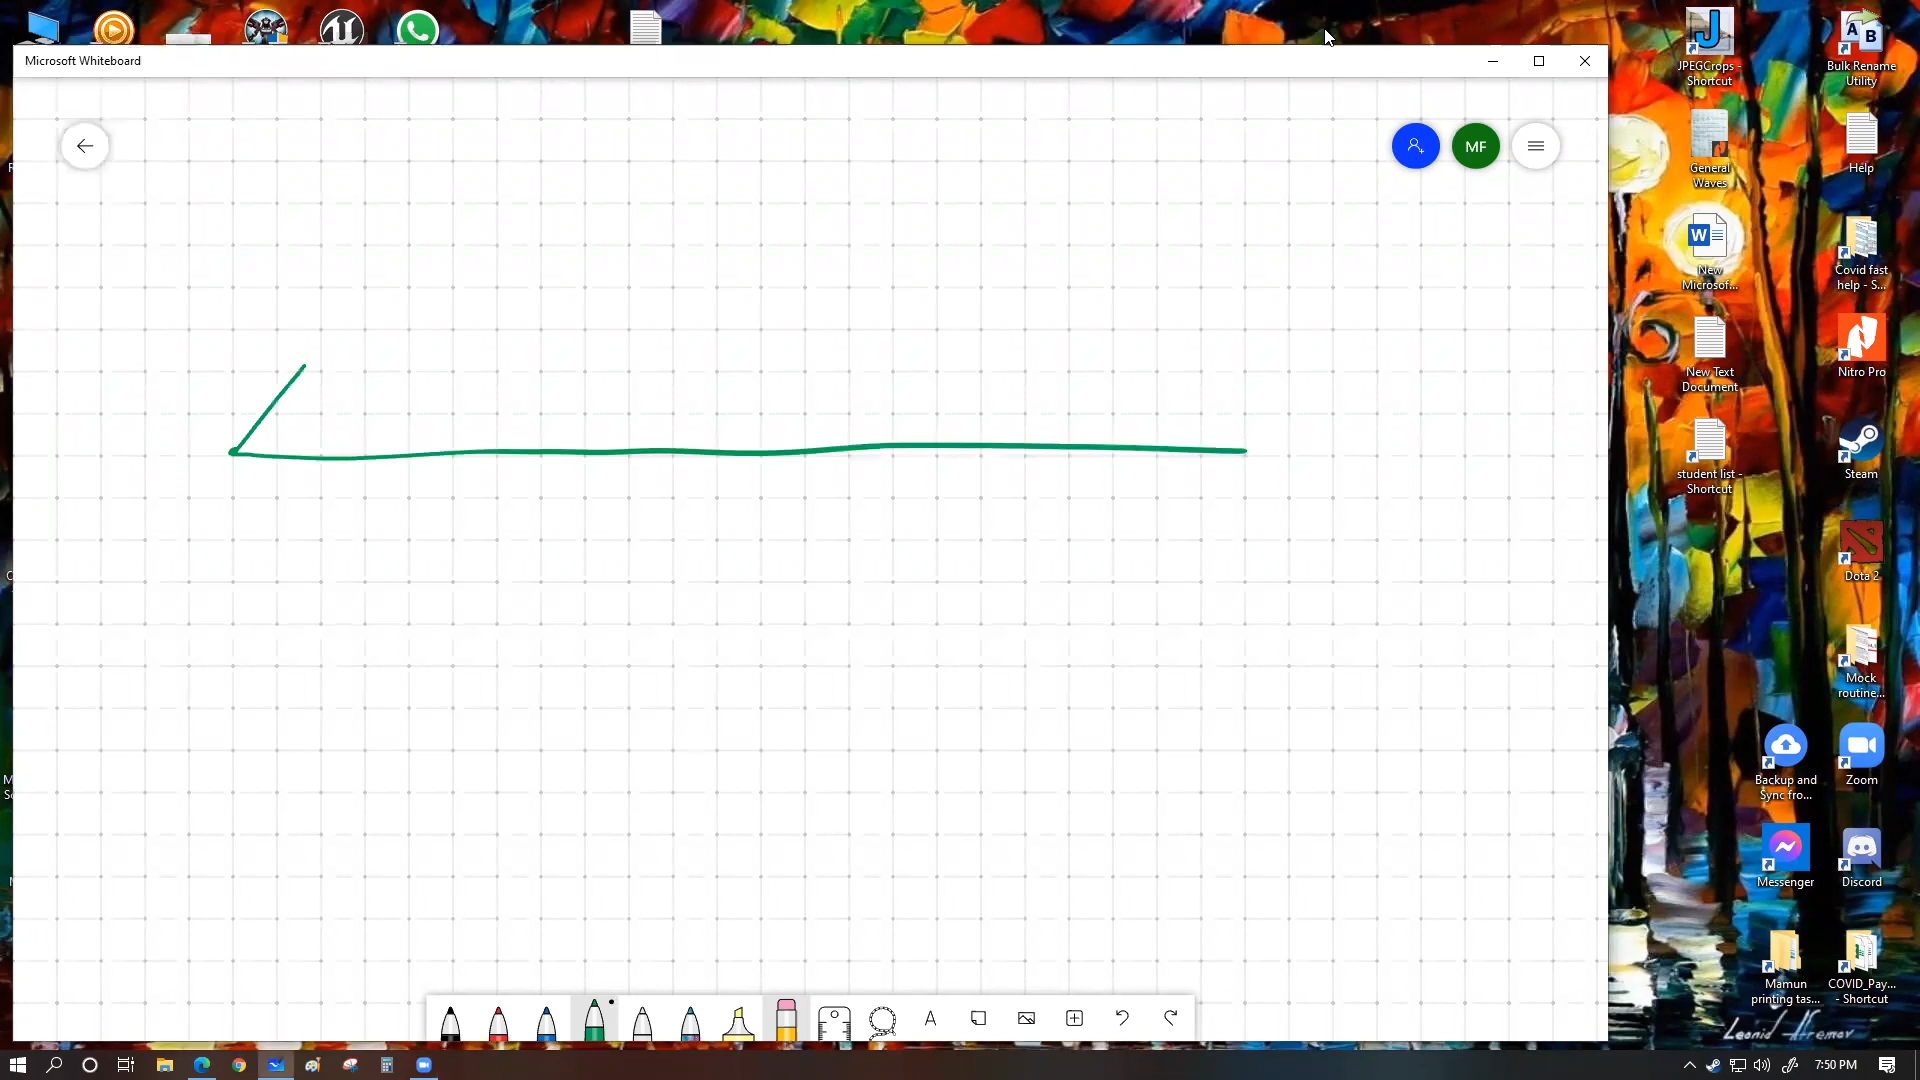 Microsoft Whiteboard
MF
JPEGCrops -
Shortcut
Bulk Rename
Utility
General
Waves
Help
New
Microsof...
Covid fast
help - S...
New Text
Document
Nitro Pro
student list -
Shortcut
Steam
Dota 2
Mock
routine...
Backup and
Sync fro...
Zoom
Messenger
Discord
Mamun
printing tas...
COVID_Pay...
- Shortcut
Leonid Afremov
7:50 PM